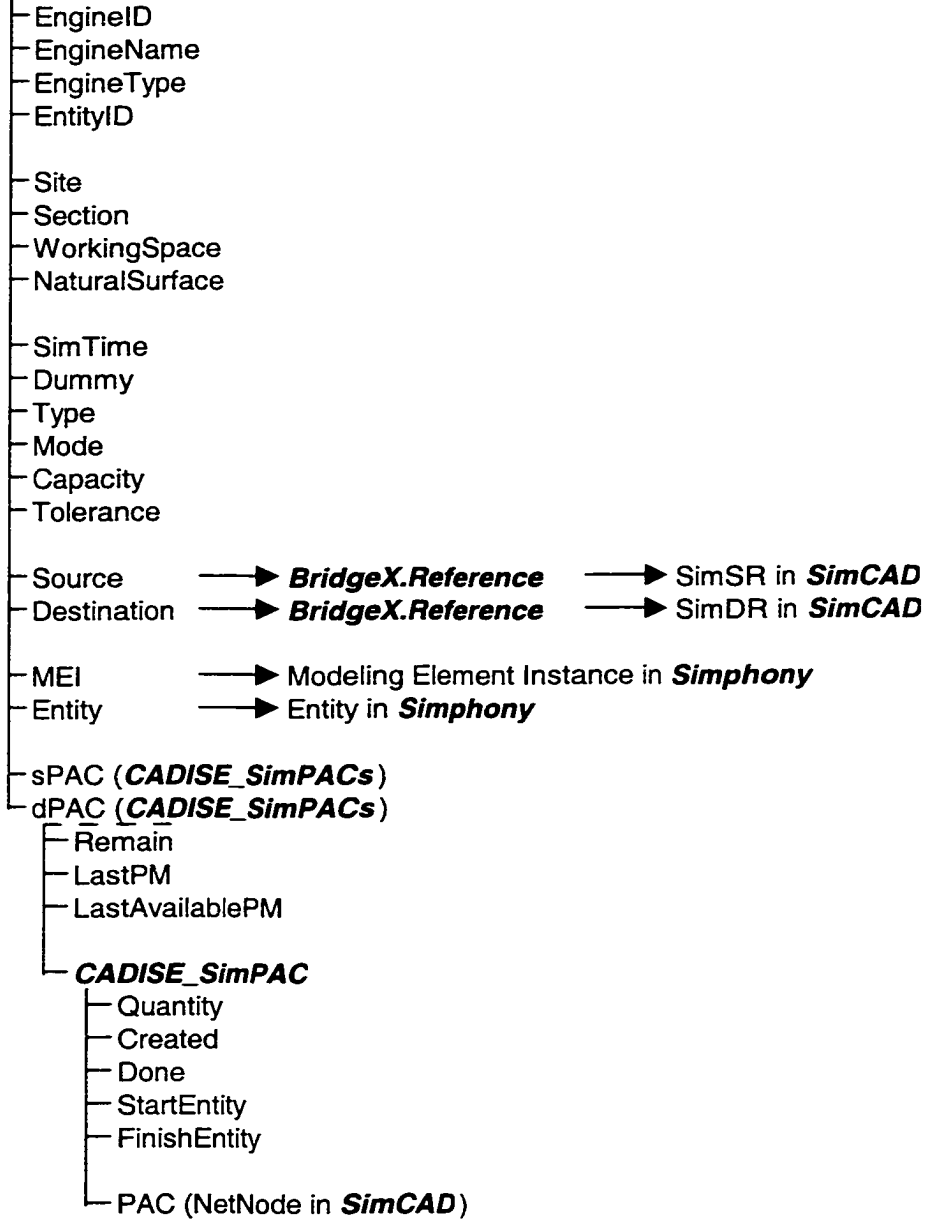 EngineID
EngineName
EngineType
EntityID
Site
Section
WorkingSpace
NaturalSurface
SimTime
Dummy
Type
Mode
Capacity
Tolerance
Source BridgeX.Reference SimSR in SimCAD
Destination BridgeX.Reference SimDR in SimCAD
MEI Modeling Element Instance in Simphony
Entity Entity in Simphony
sPAC (CADISE_SimPACs)
dPAC (CADISE_SimPACs)
Remain
LastPM
LastAvailablePM
CADISE_SimPAC
Quantity
Created
Done
StartEntity
FinishEntity
PAC (NetNode in SimCAD)